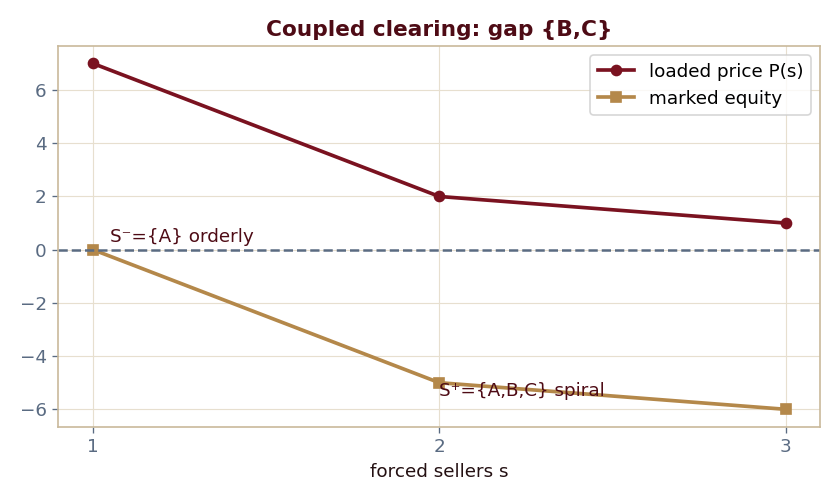 Coupled clearing: gap {B,C}
loaded price P(s)
marked equity
6
4
2
0
−2
−4
−6
S⁻={A} orderly
S⁺={A,B,C} spiral
1
2
3
forced sellers s